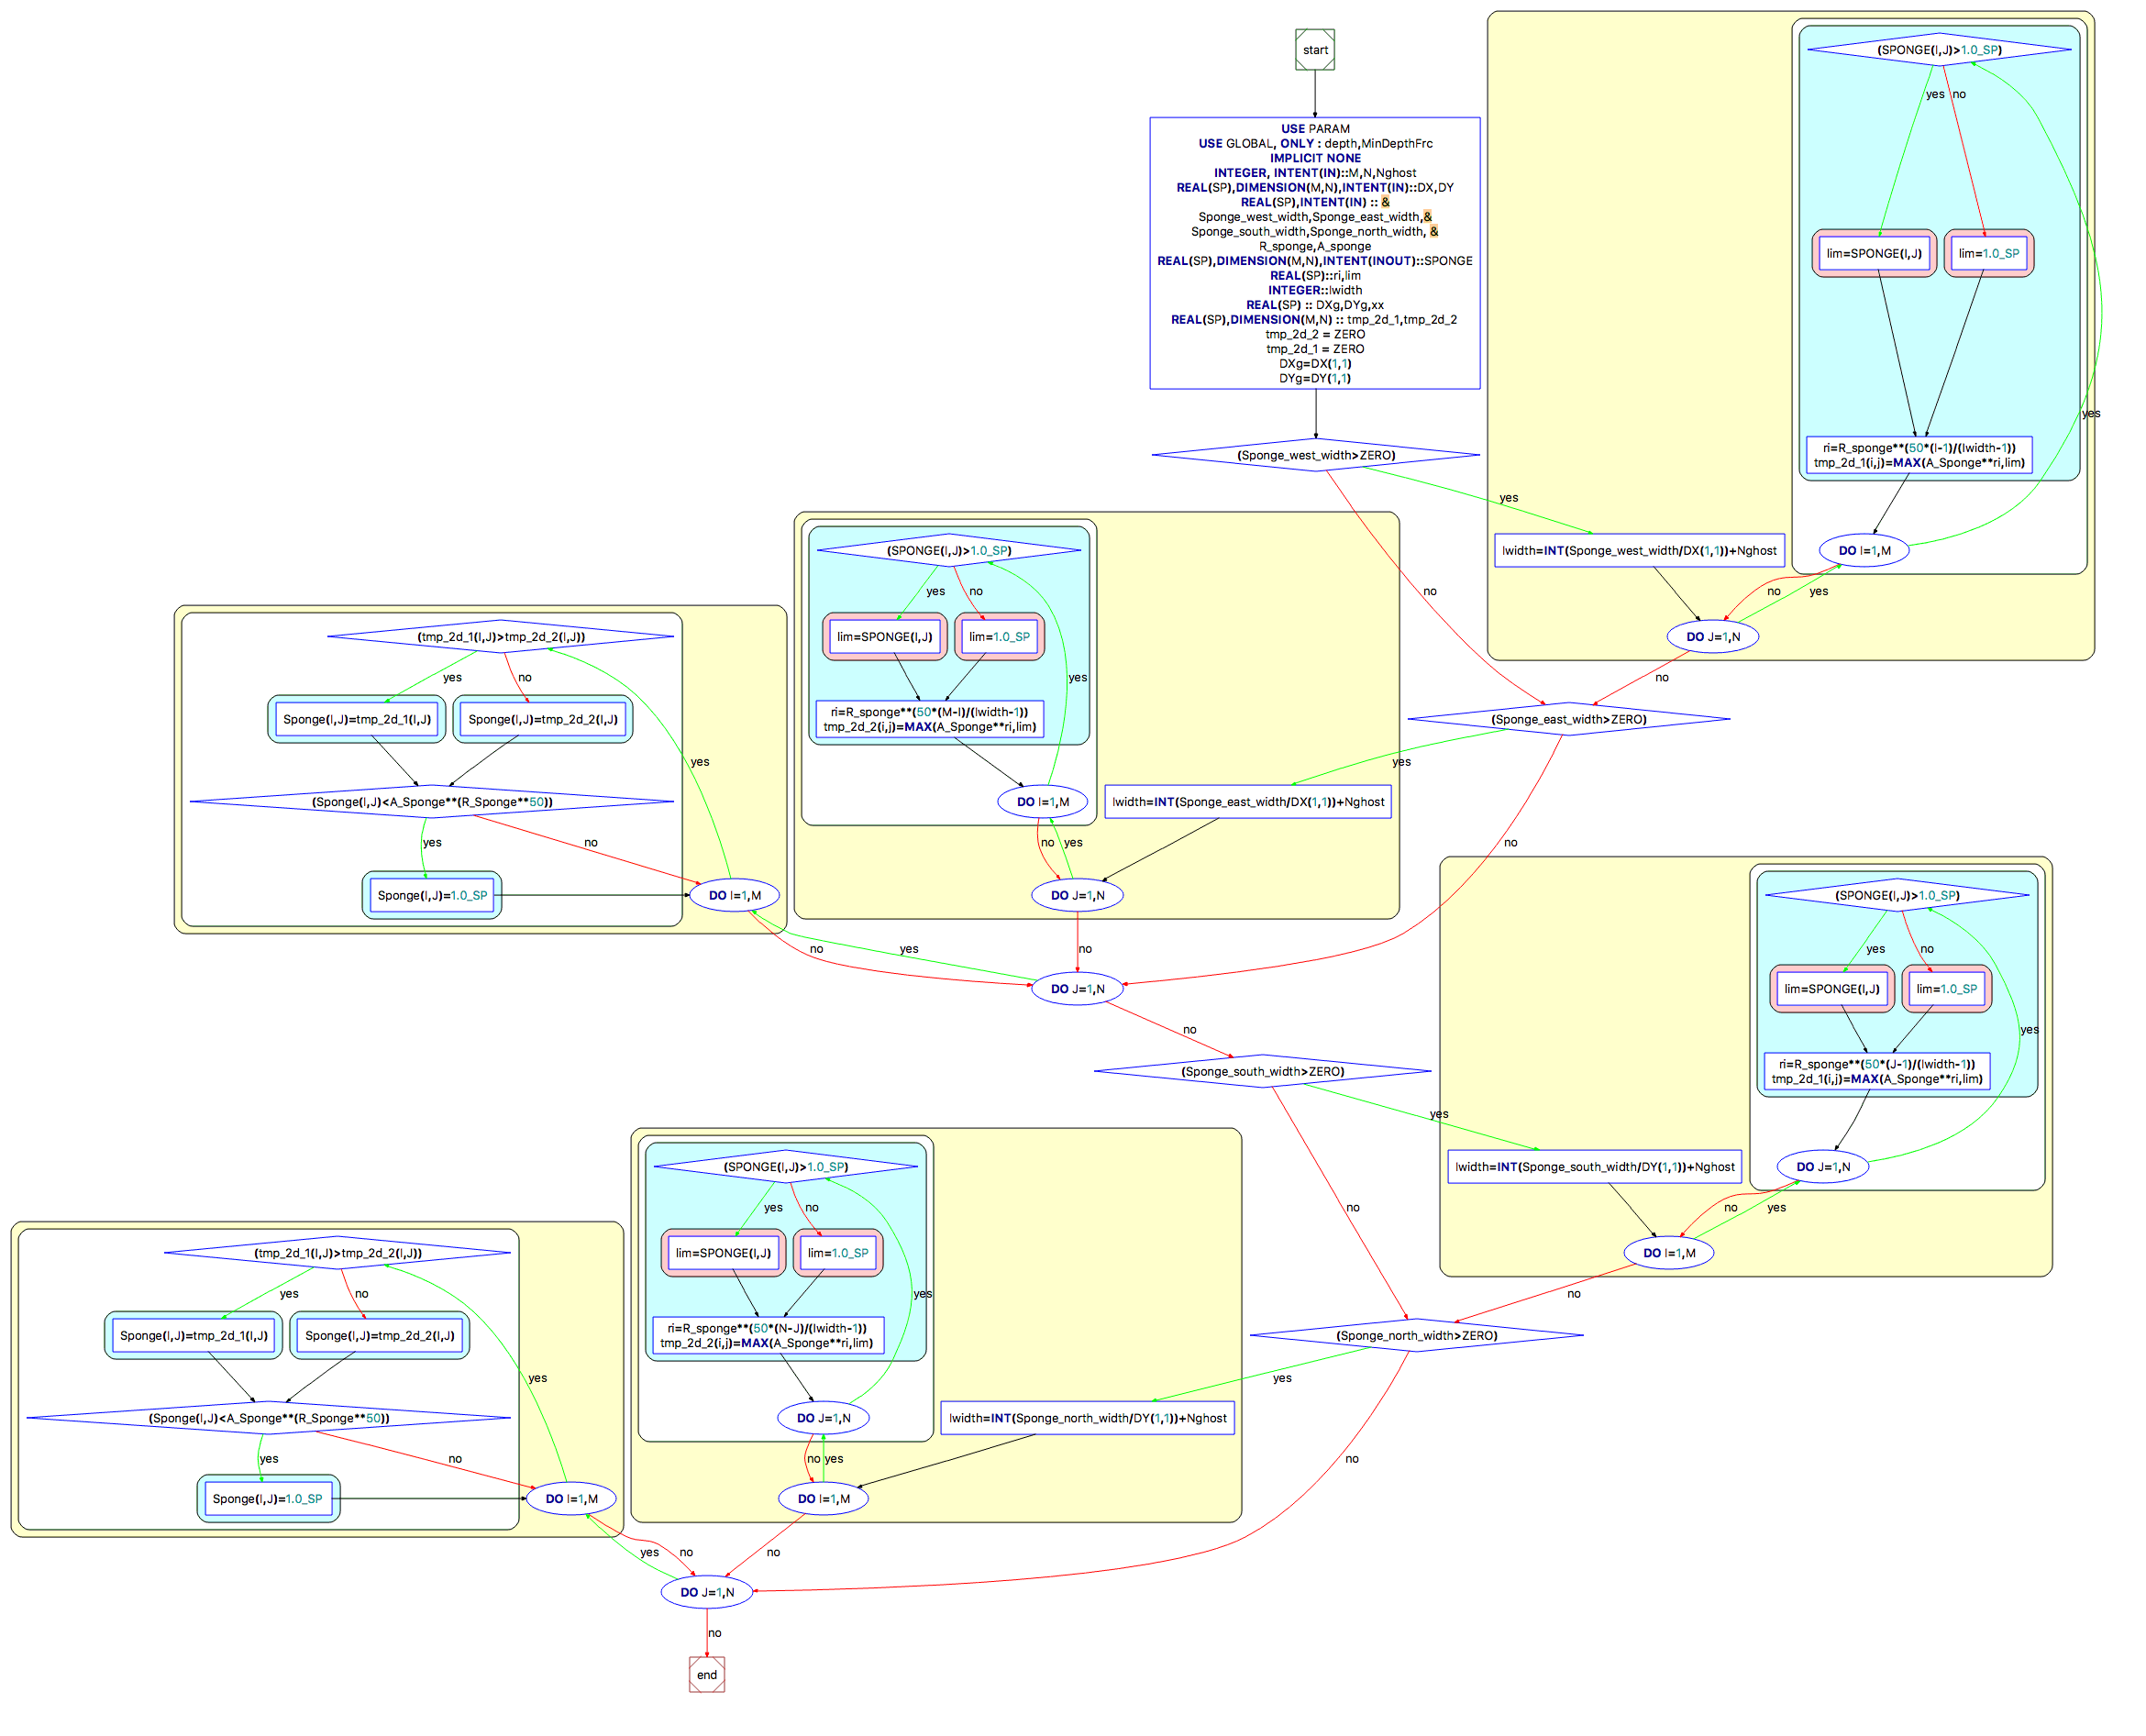 start
USE PARAM
USE GLOBAL, ONLY : depth,MinDepthFrc
IMPLICIT NONE
INTEGER, INTENT(IN)::M,N,Nghost
REAL(SP),DIMENSION(M,N),INTENT(IN)::DX,DY
REAL(SP),INTENT(IN) :: &
Sponge_west_width,Sponge_east_width,&
Sponge_south_width,Sponge_north_width, &
R_sponge,A_sponge
REAL(SP),DIMENSION(M,N),INTENT(INOUT)::SPONGE
REAL(SP)::ri,lim
INTEGER::Iwidth
REAL(SP) :: DXg,DYg,xx
REAL(SP),DIMENSION(M,N) :: tmp_2d_1,tmp_2d_2
tmp_2d_2 = ZERO
tmp_2d_1 = ZERO
DXg=DX(1,1)
DYg=DY(1,1)
(Sponge_west_width>ZERO)
yes
no
Iwidth=INT(Sponge_west_width/DX(1,1))+Nghost
DO J=1,N
no
yes
DO I=1,M
yes
(SPONGE(I,J)>1.0_SP)
yes
no
lim=SPONGE(I,J)
lim=1.0_SP
ri=R_sponge**(50*(I-1)/(Iwidth-1))
tmp_2d_1(i,j)=MAX(A_Sponge**ri,lim)
no
(Sponge_east_width>ZERO)
yes
no
Iwidth=INT(Sponge_east_width/DX(1,1))+Nghost
DO J=1,N
no
yes
DO I=1,M
yes
(SPONGE(I,J)>1.0_SP)
yes
no
lim=SPONGE(I,J)
lim=1.0_SP
ri=R_sponge**(50*(M-I)/(Iwidth-1))
tmp_2d_2(i,j)=MAX(A_Sponge**ri,lim)
no
DO J=1,N
yes
no
DO I=1,M
yes
(tmp_2d_1(I,J)>tmp_2d_2(I,J))
yes
no
Sponge(I,J)=tmp_2d_1(I,J)
Sponge(I,J)=tmp_2d_2(I,J)
(Sponge(I,J)<A_Sponge**(R_Sponge**50))
yes
no
Sponge(I,J)=1.0_SP
no
(Sponge_south_width>ZERO)
yes
no
Iwidth=INT(Sponge_south_width/DY(1,1))+Nghost
DO I=1,M
no
yes
DO J=1,N
yes
(SPONGE(I,J)>1.0_SP)
yes
no
lim=SPONGE(I,J)
lim=1.0_SP
ri=R_sponge**(50*(J-1)/(Iwidth-1))
tmp_2d_1(i,j)=MAX(A_Sponge**ri,lim)
no
(Sponge_north_width>ZERO)
yes
no
Iwidth=INT(Sponge_north_width/DY(1,1))+Nghost
DO I=1,M
no
yes
DO J=1,N
yes
(SPONGE(I,J)>1.0_SP)
yes
no
lim=SPONGE(I,J)
lim=1.0_SP
ri=R_sponge**(50*(N-J)/(Iwidth-1))
tmp_2d_2(i,j)=MAX(A_Sponge**ri,lim)
no
DO J=1,N
yes
no
DO I=1,M
yes
(tmp_2d_1(I,J)>tmp_2d_2(I,J))
yes
no
Sponge(I,J)=tmp_2d_1(I,J)
Sponge(I,J)=tmp_2d_2(I,J)
(Sponge(I,J)<A_Sponge**(R_Sponge**50))
yes
no
Sponge(I,J)=1.0_SP
no
end